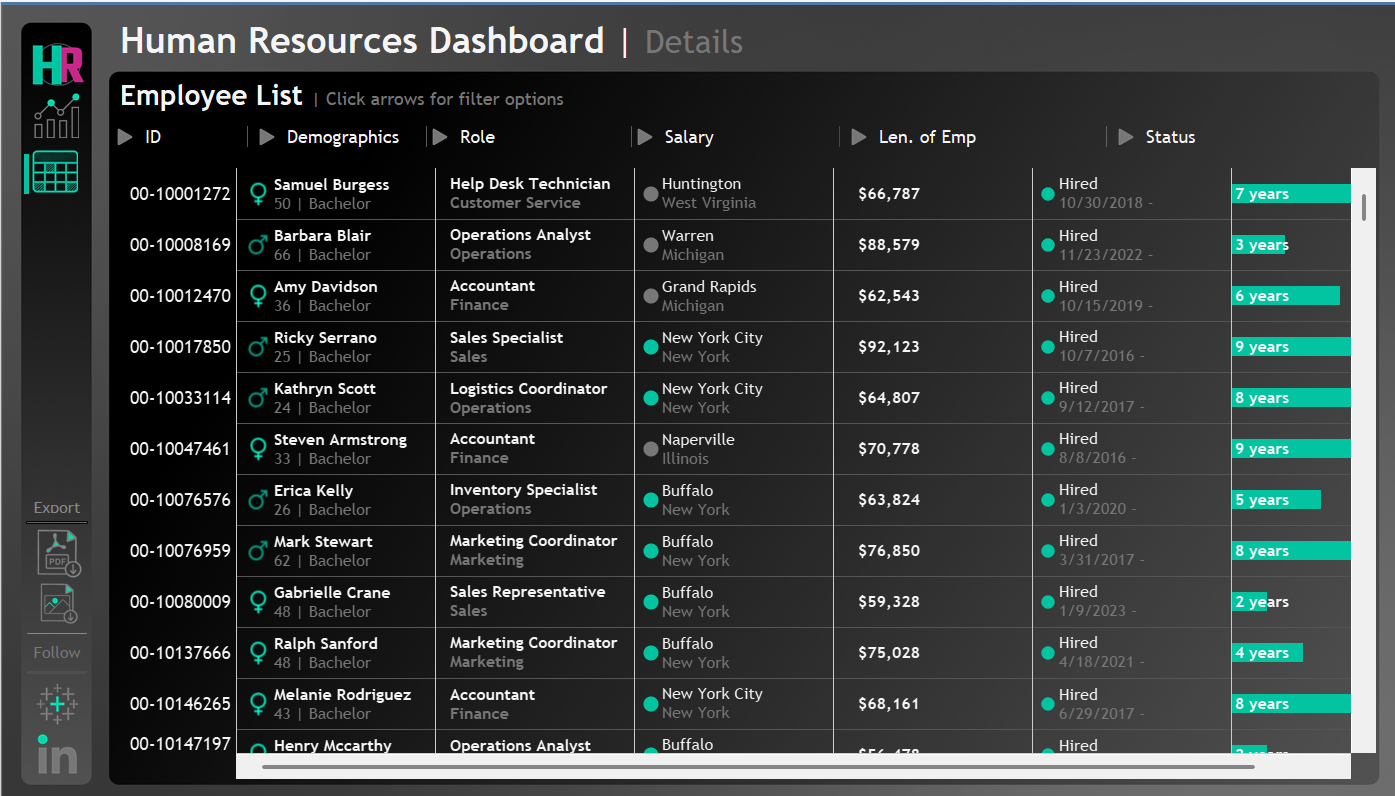 HR
Human Resources Dashboard | Details
Employee List | Click arrows for filter options
ID Demographics Role Salary Len. of Emp Status
00-10001272 Samuel Burgess Help Desk Technician Huntington $66,787 Hired 7 years
50 | Bachelor Customer Service West Virginia 10/30/2018 -
00-10008169 Barbara Blair Operations Analyst Warren $88,579 Hired 3 years
66 | Bachelor Operations Michigan 11/23/2022 -
00-10012470 Amy Davidson Accountant Grand Rapids $62,543 Hired 6 years
36 | Bachelor Finance Michigan 10/15/2019 -
00-10017850 Ricky Serrano Sales Specialist New York City $92,123 Hired 9 years
25 | Bachelor Sales New York 10/7/2016 -
00-10033114 Kathryn Scott Logistics Coordinator New York City $64,807 Hired 8 years
24 | Bachelor Operations New York 9/12/2017 -
00-10047461 Steven Armstrong Accountant Naperville $70,778 Hired 9 years
33 | Bachelor Finance Illinois 8/8/2016 -
00-10076576 Erica Kelly Inventory Specialist Buffalo $63,824 Hired 5 years
26 | Bachelor Operations New York 1/3/2020 -
00-10076959 Mark Stewart Marketing Coordinator Buffalo $76,850 Hired 8 years
62 | Bachelor Marketing New York 3/31/2017 -
00-10080009 Gabrielle Crane Sales Representative Buffalo $59,328 Hired 2 years
48 | Bachelor Sales New York 1/9/2023 -
00-10137666 Ralph Sanford Marketing Coordinator Buffalo $75,028 Hired 4 years
48 | Bachelor Marketing New York 4/18/2021 -
00-10146265 Melanie Rodriguez Accountant New York City $68,161 Hired 8 years
43 | Bachelor Finance New York 6/29/2017 -
00-10147197 Henry Mccarthy Operations Analyst Buffalo Hired
Export
PDF
Follow
in